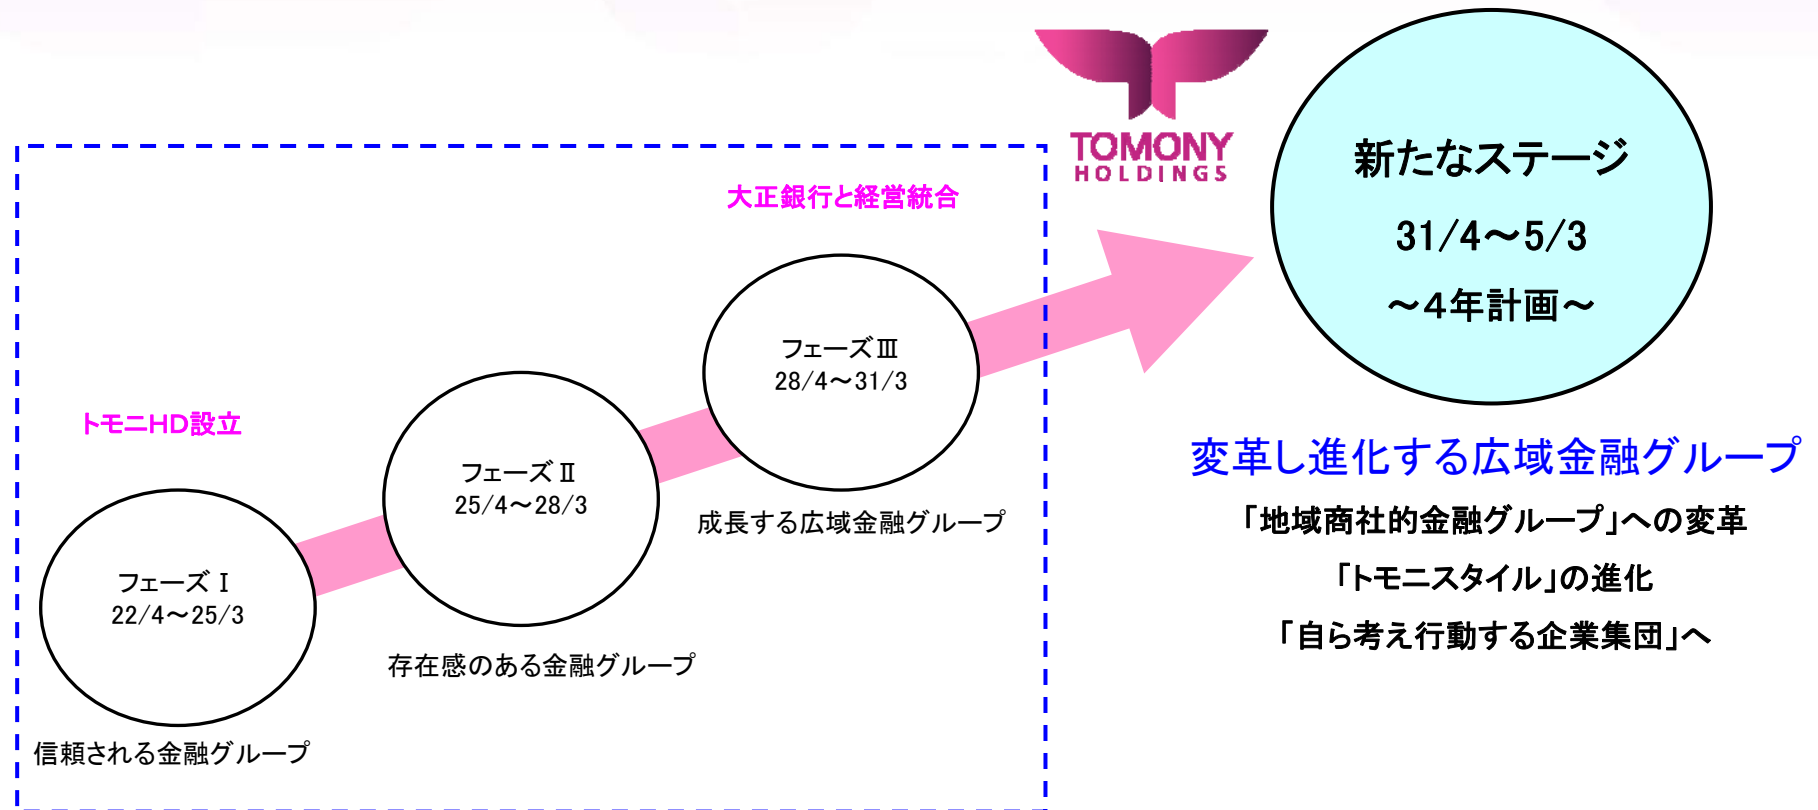 TOMONY
HOLDINGS
新たなステージ
31/4～5/3
～4年計画～
大正銀行と経営統合
フェーズⅢ
28/4～31/3
成長する広域金融グループ
トモニHD設立
フェーズⅡ
25/4～28/3
存在感のある金融グループ
フェーズⅠ
22/4～25/3
信頼される金融グループ
変革し進化する広域金融グループ
「地域商社的金融グループ」への変革
「トモニスタイル」の進化
「自ら考え行動する企業集団」へ